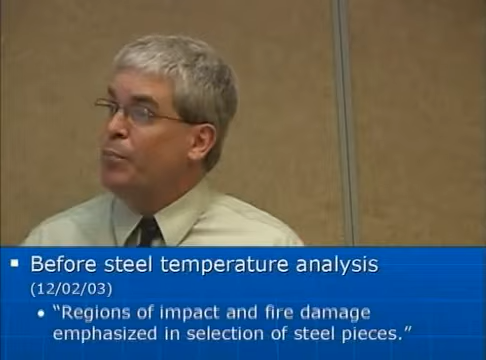 Before steel temperature analysis
(12/02/03)
“Regions of impact and fire damage
emphasized in selection of steel pieces.”